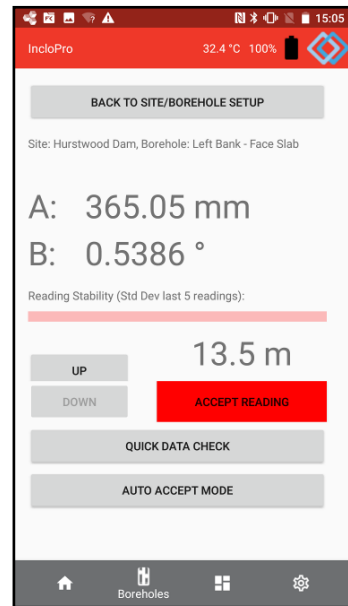 15:05
IncloPro 32.4 °C 100%
BACK TO SITE/BOREHOLE SETUP
Site: Hurstwood Dam, Borehole: Left Bank - Face Slab
A: 365.05 mm
B: 0.5386 °
Reading Stability (Std Dev last 5 readings):
13.5 m
UP
DOWN
ACCEPT READING
QUICK DATA CHECK
AUTO ACCEPT MODE
Boreholes